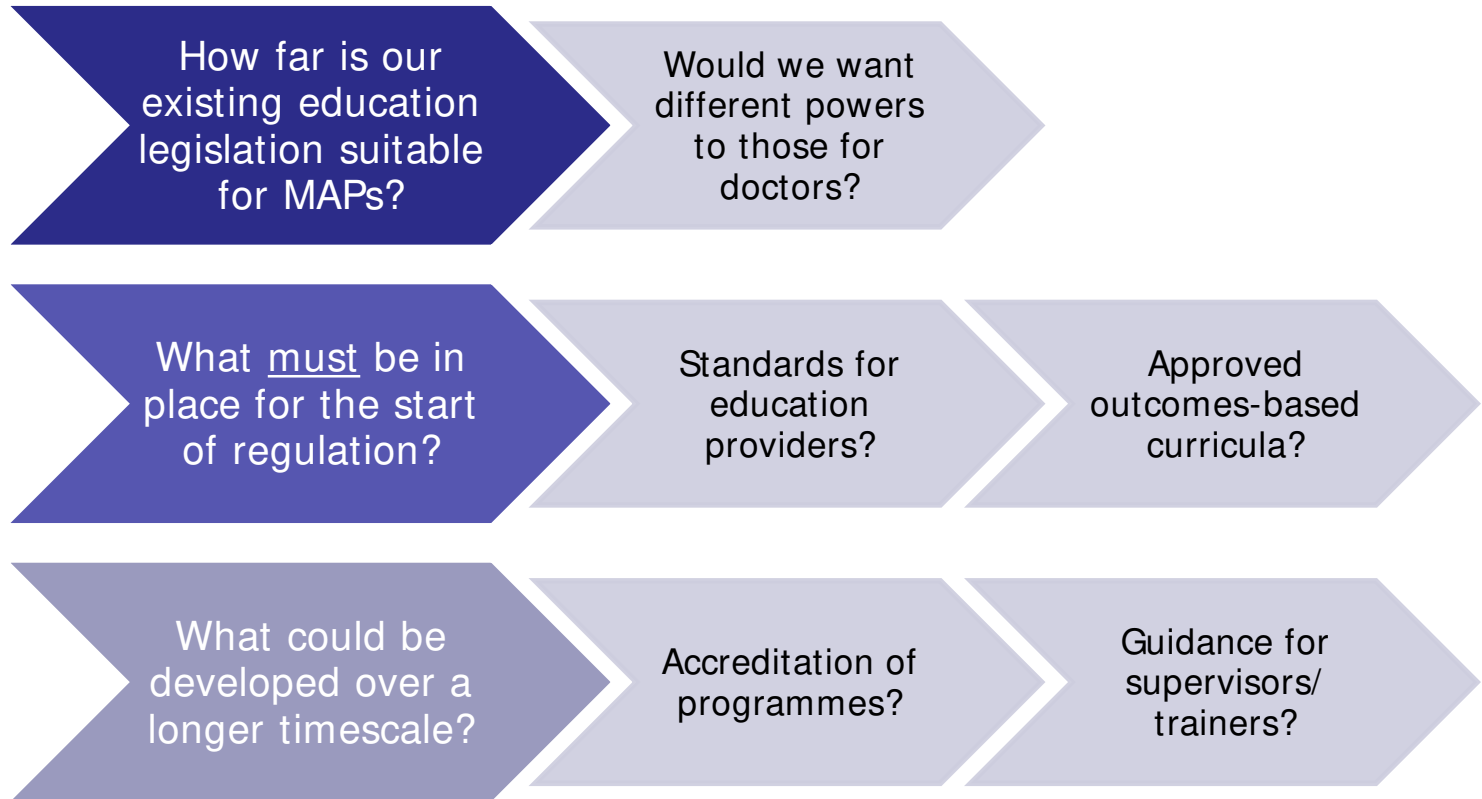 How far is our
existing education
legislation suitable
for MAPs?
Would we want
different powers
to those for
doctors?
What must be in
place for the start
of regulation?
Standards for
education
providers?
Approved
outcomes-based
curricula?
What could be
developed over a
longer timescale?
Accreditation of
programmes?
Guidance for
supervisors/
trainers?